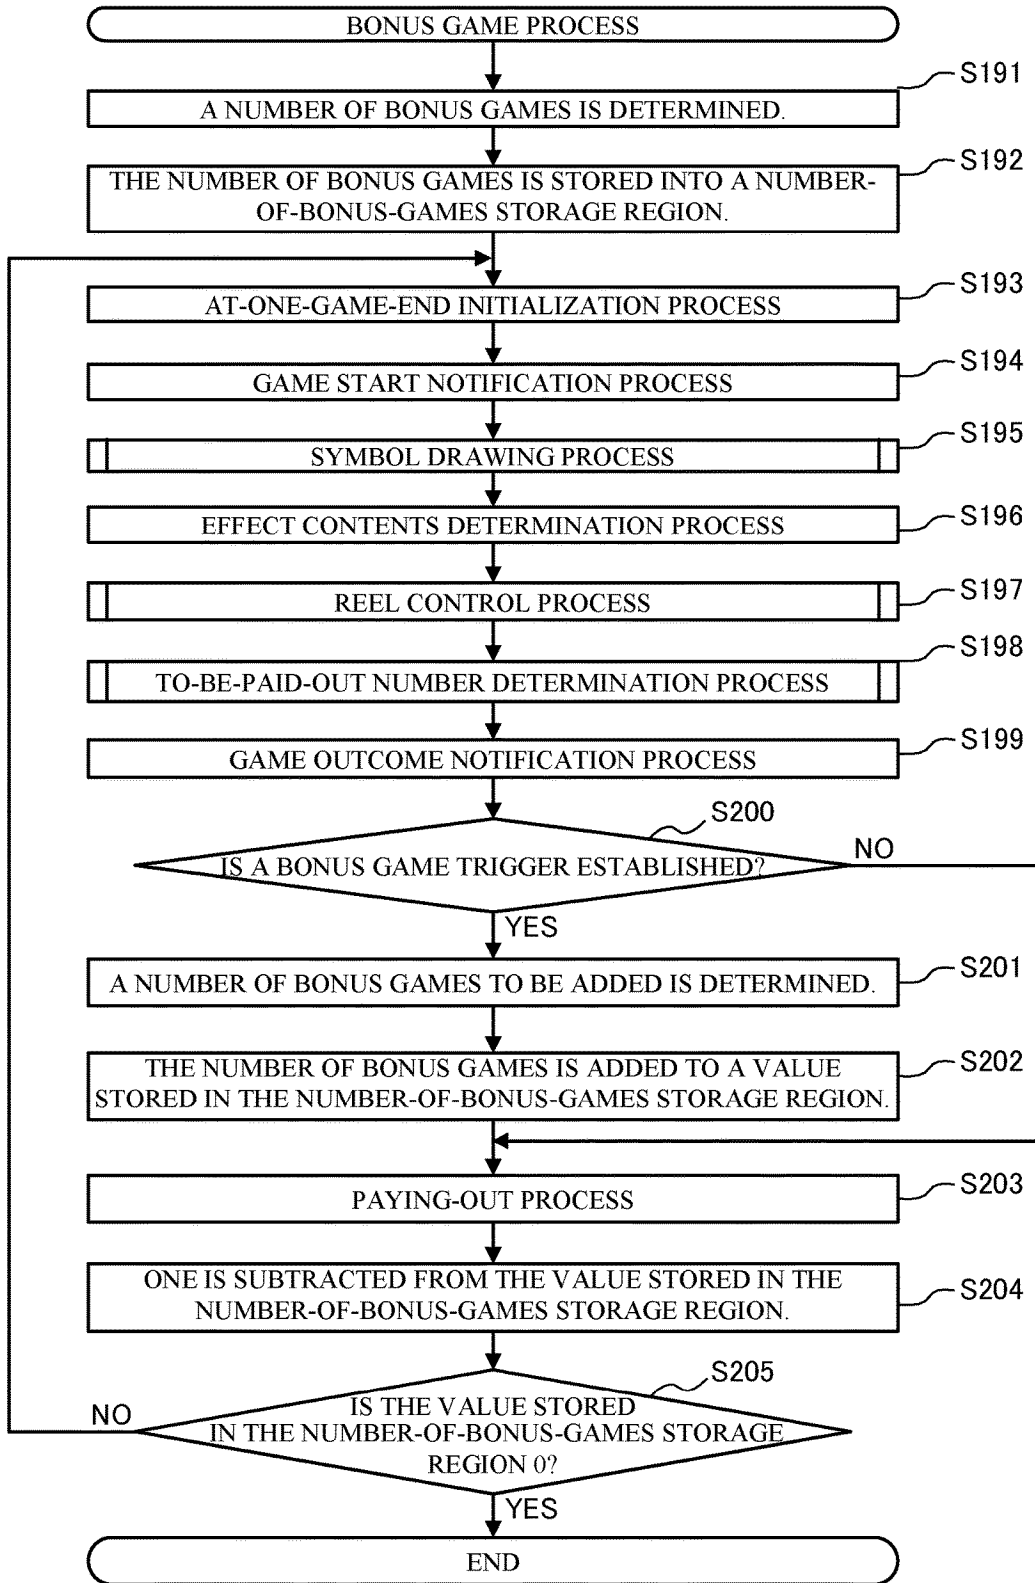 BONUS GAME PROCESS
S191
A NUMBER OF BONUS GAMES IS DETERMINED.
S192
THE NUMBER OF BONUS GAMES IS STORED INTO A NUMBER-
OF-BONUS-GAMES STORAGE REGION.
S193
AT-ONE-GAME-END INITIALIZATION PROCESS
S194
GAME START NOTIFICATION PROCESS
S195
SYMBOL DRAWING PROCESS
S196
EFFECT CONTENTS DETERMINATION PROCESS
S197
REEL CONTROL PROCESS
S198
TO-BE-PAID-OUT NUMBER DETERMINATION PROCESS
S199
GAME OUTCOME NOTIFICATION PROCESS
S200
IS A BONUS GAME TRIGGER ESTABLISHED?
NO
YES
S201
A NUMBER OF BONUS GAMES TO BE ADDED IS DETERMINED.
S202
THE NUMBER OF BONUS GAMES IS ADDED TO A VALUE
STORED IN THE NUMBER-OF-BONUS-GAMES STORAGE REGION.
S203
PAYING-OUT PROCESS
S204
ONE IS SUBTRACTED FROM THE VALUE STORED IN THE
NUMBER-OF-BONUS-GAMES STORAGE REGION.
S205
NO
IS THE VALUE STORED
IN THE NUMBER-OF-BONUS-GAMES STORAGE
REGION 0?
YES
END